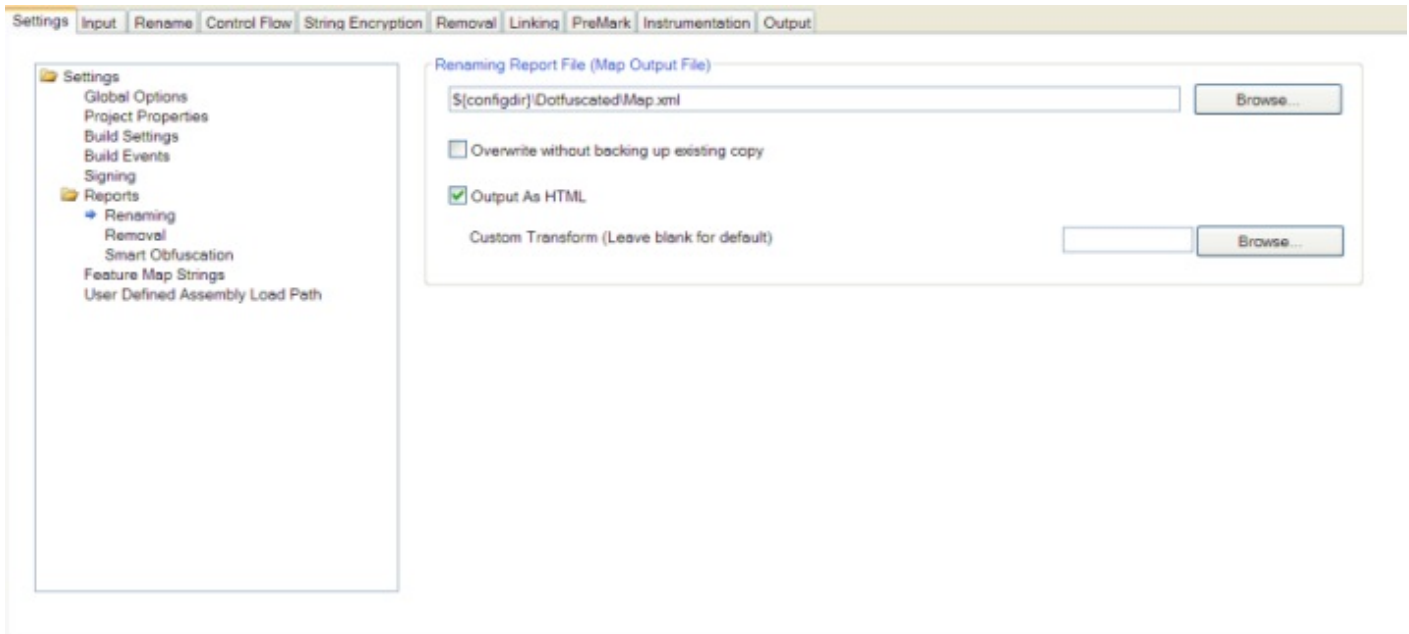 Settings Input Rename Control Flow String Encryption Removal Linking PreMark Instrumentation Output
Settings
Global Options
Project Properties
Build Settings
Build Events
Signing
Reports
Renaming
Removal
Smart Obfuscation
Feature Map Strings
User Defined Assembly Load Path
Renaming Report File (Map Output File)
${configdir}\Dotfuscated\Map.xml Browse...
Overwrite without backing up existing copy
Output As HTML
Custom Transform (Leave blank for default) Browse...